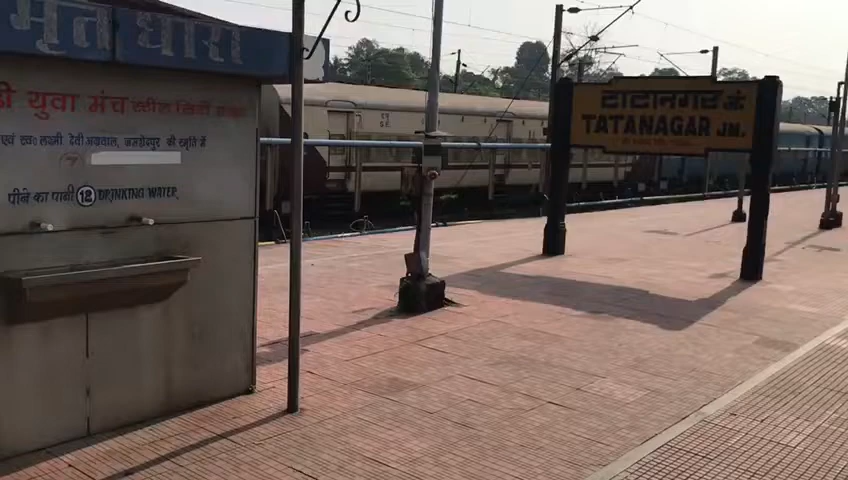 मृत धारा
युवा मंच स्टील सिटी
एवं स्व० लक्ष्मी देवी अग्रवाल, जमशेदपुर की स्मृति में
पीने का पानी 12 DRINKING WATER
टाटानगर जं.
TATANAGAR JN.